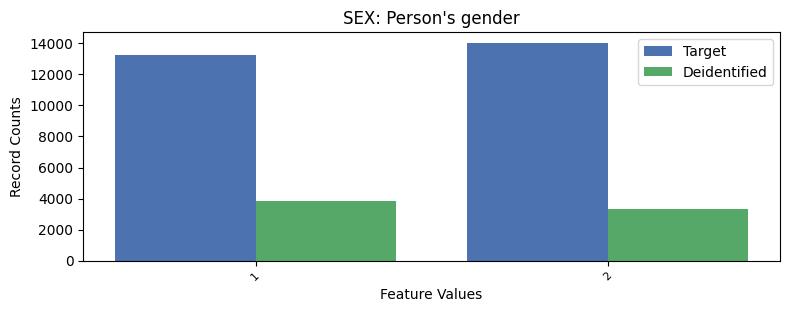 SEX: Person's gender
Target
Deidentified
Record Counts
14000
12000
10000
8000
6000
4000
2000
0
1
2
Feature Values